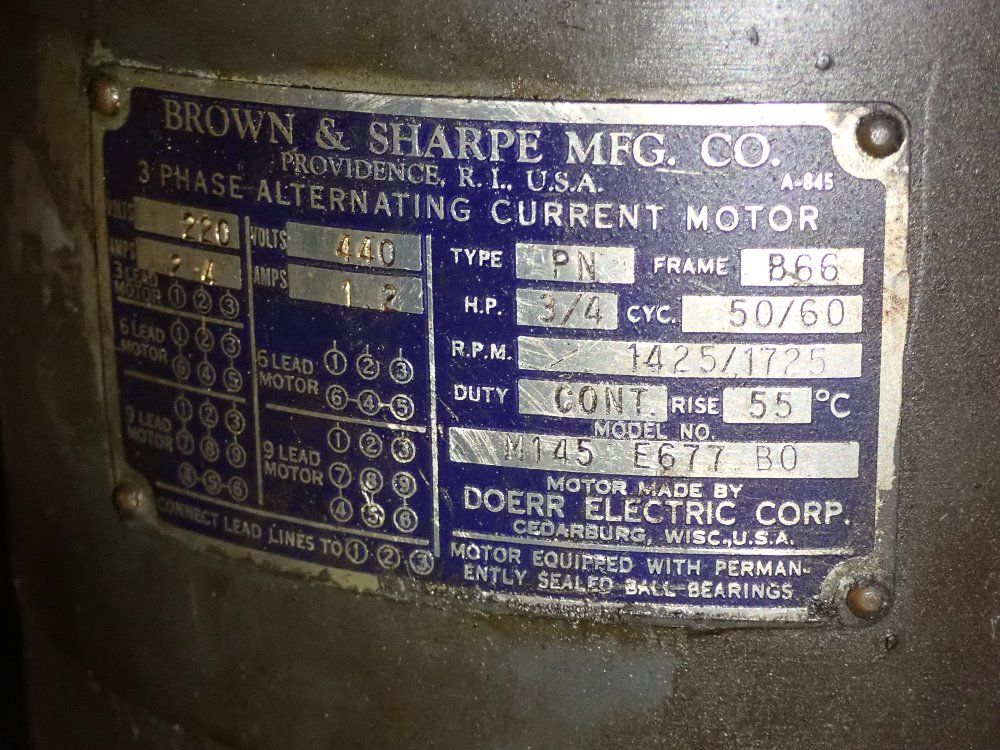 BROWN & SHARPE MFG. CO.
PROVIDENCE, R. I., U.S.A.
A-845
3 PHASE ALTERNATING CURRENT MOTOR
VOLTS 220
AMPS 2.4
3 LEAD MOTOR ① ② ③
6 LEAD ① ② ③
MOTOR ⑥ ④ ⑤
9 LEAD ① ② ③
MOTOR ⑦ ⑧ ⑨
④-⑤-⑥
VOLTS 440
AMPS 1.2
6 LEAD ① ② ③
MOTOR ⑥-④-⑤
9 LEAD ① ② ③
MOTOR ⑦ ⑧ ⑨
④ ⑤ ⑥
CONNECT LEAD LINES TO ① ② ③
TYPE PN FRAME B66
H.P. 3/4 CYC. 50/60
R.P.M. 1425/1725
DUTY CONT. RISE 55 °C
MODEL NO.
M145 E677 B0
MOTOR MADE BY
DOERR ELECTRIC CORP.
CEDARBURG, WISC., U.S.A.
MOTOR EQUIPPED WITH PERMAN-
ENTLY SEALED BALL BEARINGS